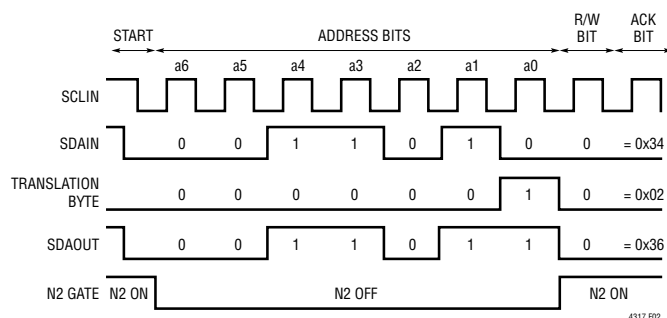 START ADDRESS BITS R/W BIT ACK BIT
a6 a5 a4 a3 a2 a1 a0
SCLIN
SDAIN 0 0 1 1 0 1 0 0 = 0x34
TRANSLATION BYTE 0 0 0 0 0 0 1 0 = 0x02
SDAOUT 0 0 1 1 0 1 1 0 = 0x36
N2 GATE N2 ON N2 OFF N2 ON
4317 F02